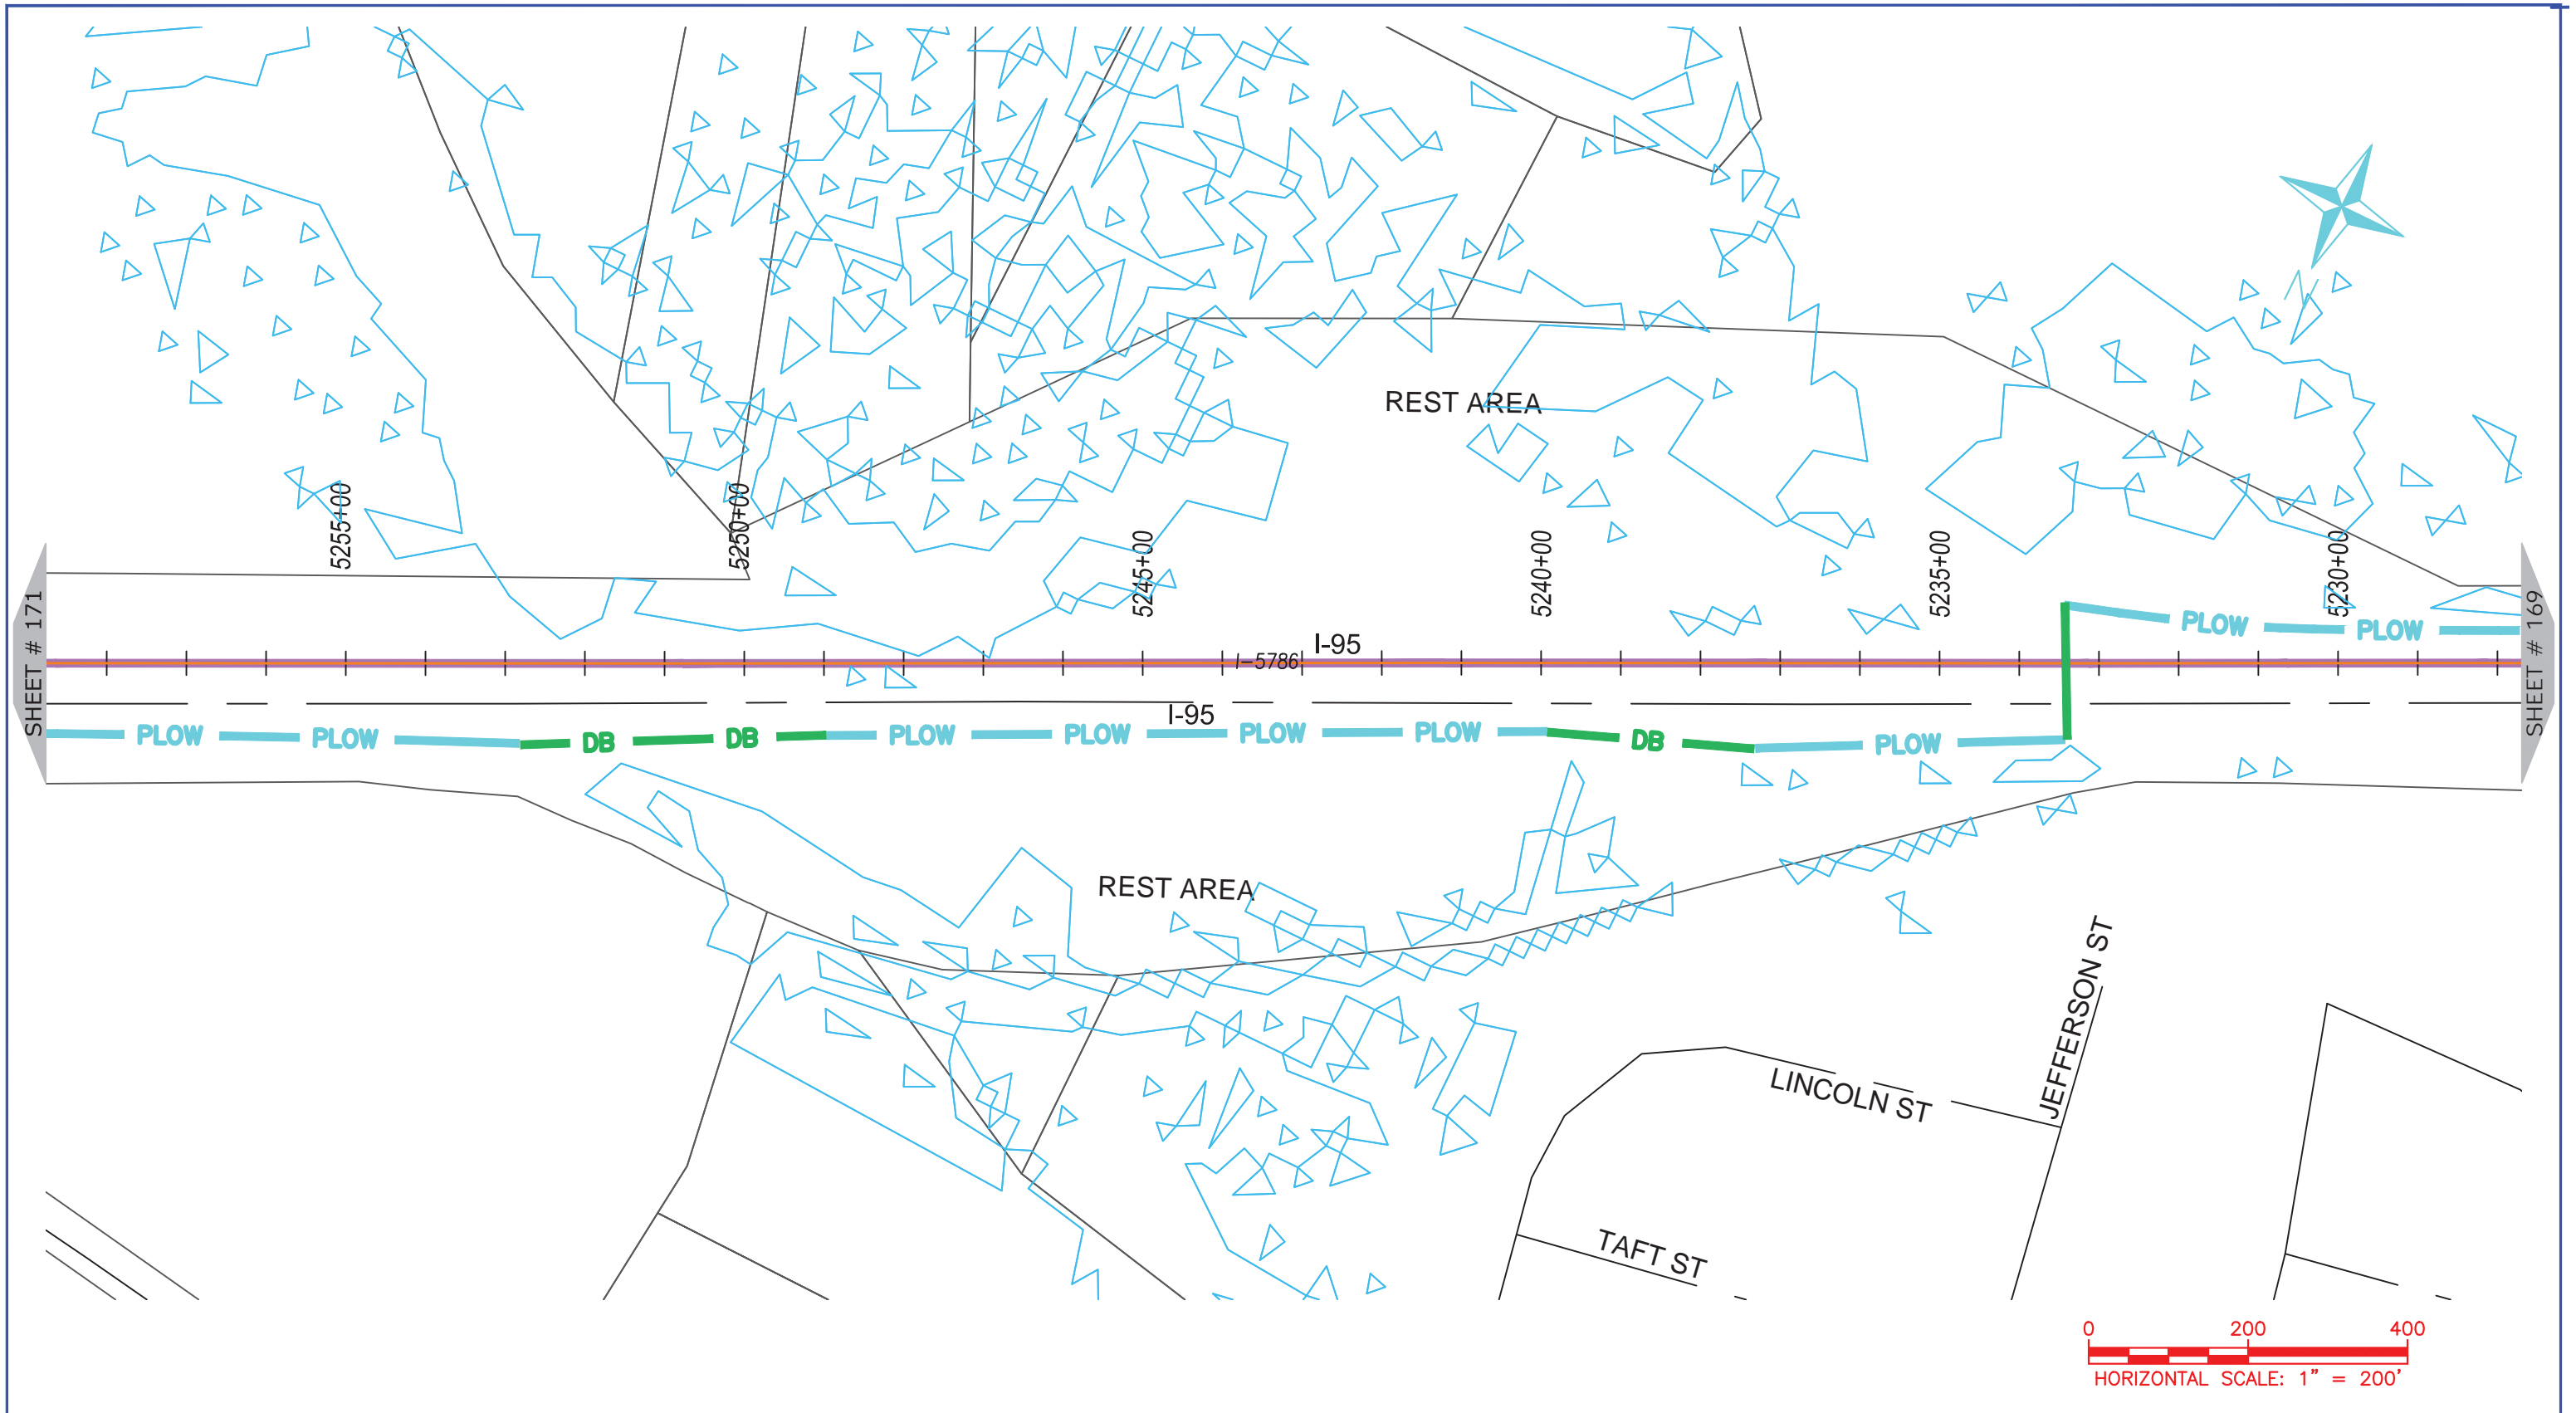 N
REST AREA
5255+00
5250+00
5245+00
5240+00
5235+00
5230+00
SHEET # 171
SHEET # 169
PLOW
PLOW
I-95
I-5786
I-95
PLOW
PLOW
DB
DB
PLOW
PLOW
PLOW
PLOW
DB
PLOW
REST AREA
JEFFERSON ST
LINCOLN ST
TAFT ST
0 200 400
HORIZONTAL SCALE: 1" = 200'